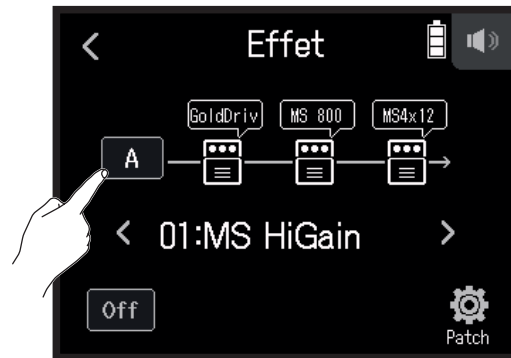 Effet
GoldDriv MS 800 MS4x12
A
01:MS HiGain
Off
Patch